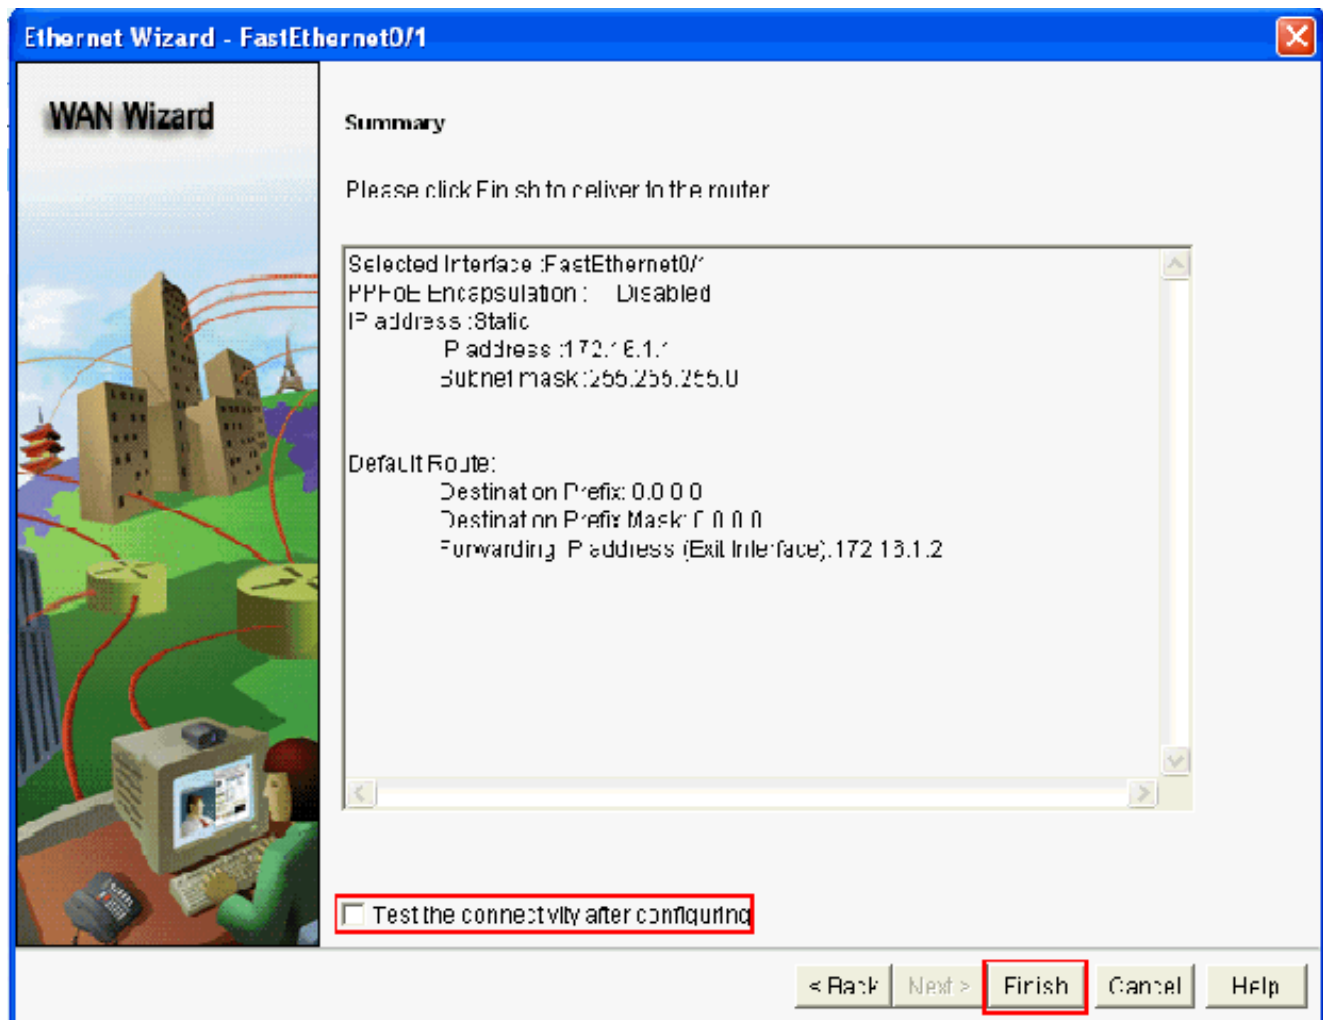 Ethernet Wizard - FastEthernet0/1
WAN Wizard
Summary
Please click Finish to deliver to the router
Selected Interface :FastEthernet0/1
PPPoE Encapsulation : Disabled
IP address :Static
IP address :172.16.1.1
Subnet mask :255.255.255.0
Default Route:
Destination Prefix: 0.0.0.0
Destination Prefix Mask: 0.0.0.0
Forwarding IP address (Exit Interface):172.16.1.2
Test the connectivity after configuring
< Back Next > Finish Cancel Help